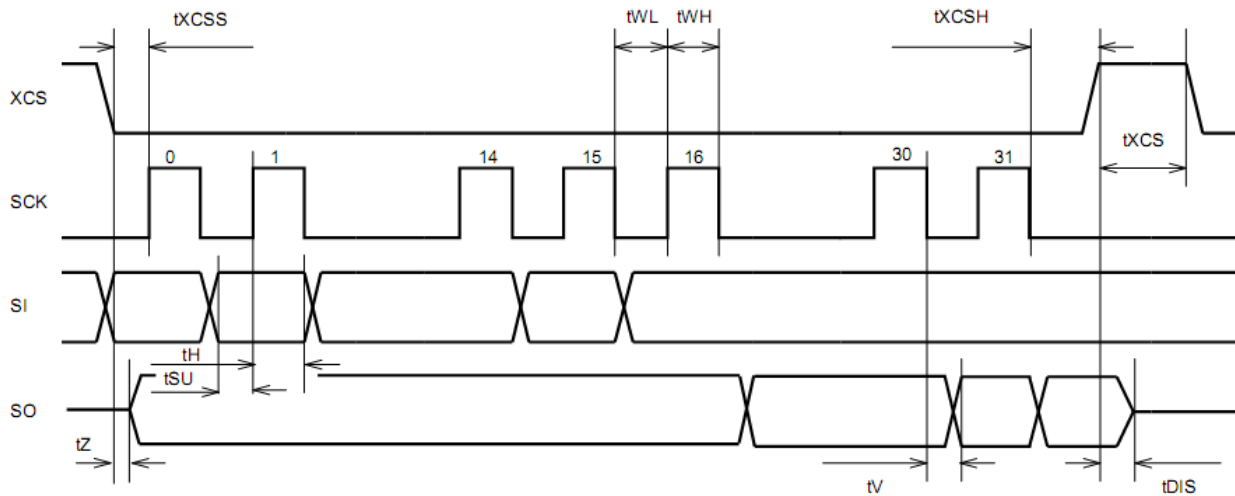 tXCSS tWL tWH tXCSH
XCS
tXCS
0 1 14 15 16 30 31
SCK
SI
tH
tSU
SO
tZ
tV tDIS